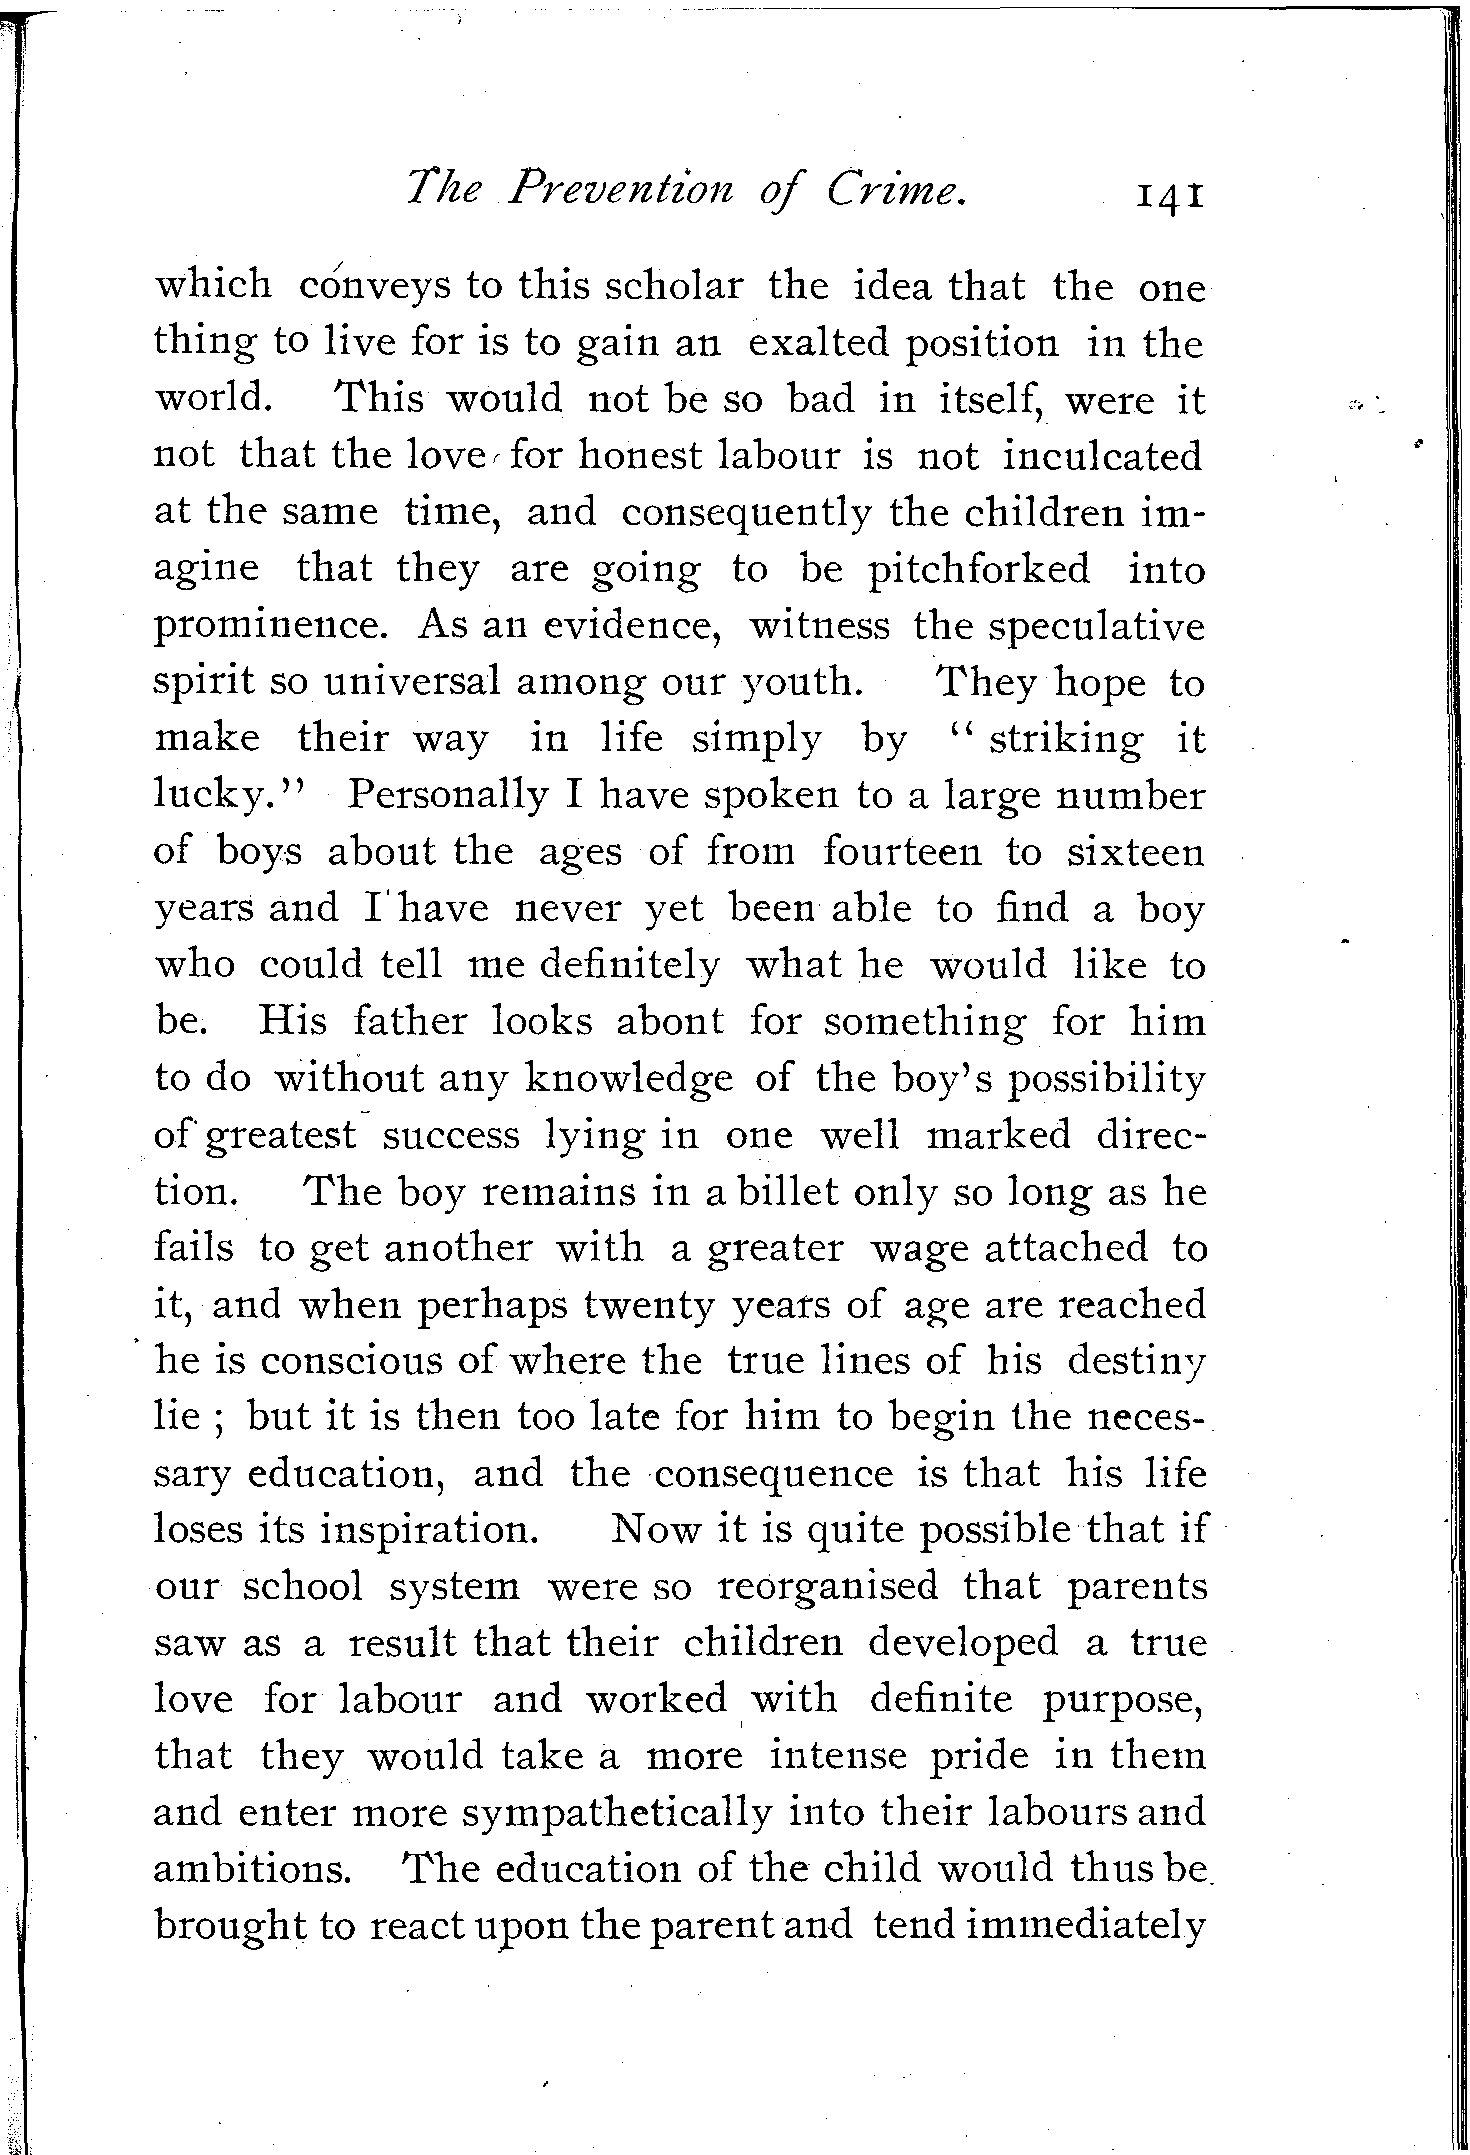 The Prevention of Crime. 141
which conveys to this scholar the idea that the one
thing to live for is to gain an exalted position in the
world. This would not be so bad in itself, were it
not that the love for honest labour is not inculcated
at the same time, and consequently the children im-
agine that they are going to be pitchforked into
prominence. As an evidence, witness the speculative
spirit so universal among our youth. They hope to
make their way in life simply by “ striking it
lucky.” Personally I have spoken to a large number
of boys about the ages of from fourteen to sixteen
years and I have never yet been able to find a boy
who could tell me definitely what he would like to
be. His father looks abont for something for him
to do without any knowledge of the boy’s possibility
of greatest success lying in one well marked direc-
tion. The boy remains in a billet only so long as he
fails to get another with a greater wage attached to
it, and when perhaps twenty years of age are reached
he is conscious of where the true lines of his destiny
lie ; but it is then too late for him to begin the neces-
sary education, and the consequence is that his life
loses its inspiration. Now it is quite possible that if
our school system were so reorganised that parents
saw as a result that their children developed a true
love for labour and worked with definite purpose,
that they would take a more intense pride in them
and enter more sympathetically into their labours and
ambitions. The education of the child would thus be
brought to react upon the parent and tend immediately